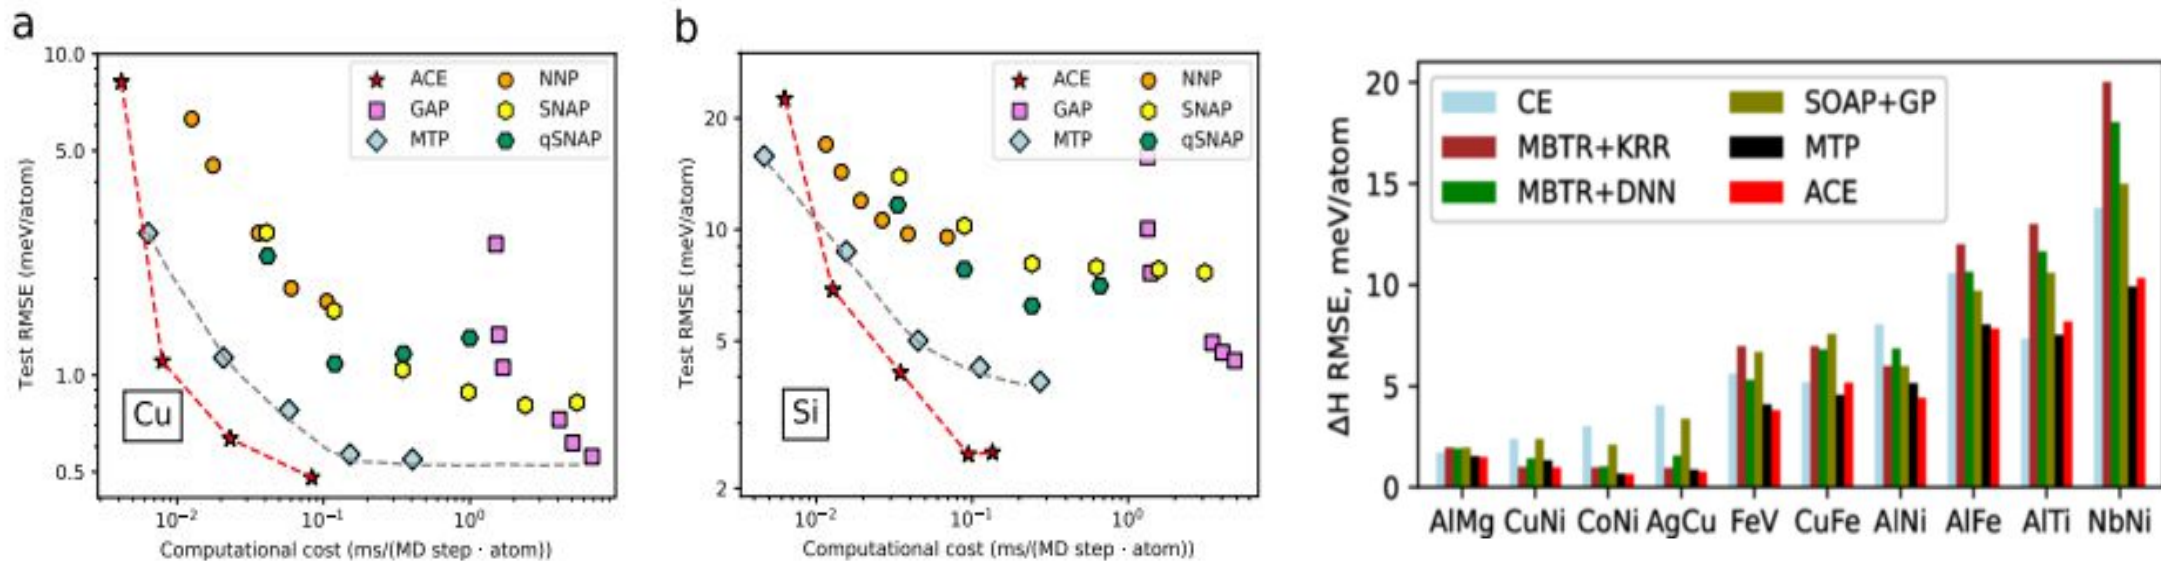 a
Test RMSE (meV/atom)
10.0
5.0
1.0
0.5
ACE
GAP
MTP
NNP
SNAP
qSNAP
Cu
10⁻² 10⁻¹ 10⁰
Computational cost (ms/(MD step · atom))
b
Test RMSE (meV/atom)
20
10
5
2
ACE
GAP
MTP
NNP
SNAP
qSNAP
Si
10⁻² 10⁻¹ 10⁰
Computational cost (ms/(MD step · atom))
ΔH RMSE, meV/atom
20
15
10
5
0
CE
MBTR+KRR
MBTR+DNN
SOAP+GP
MTP
ACE
AlMg CuNi CoNi AgCu FeV CuFe AlNi AlFe AlTi NbNi